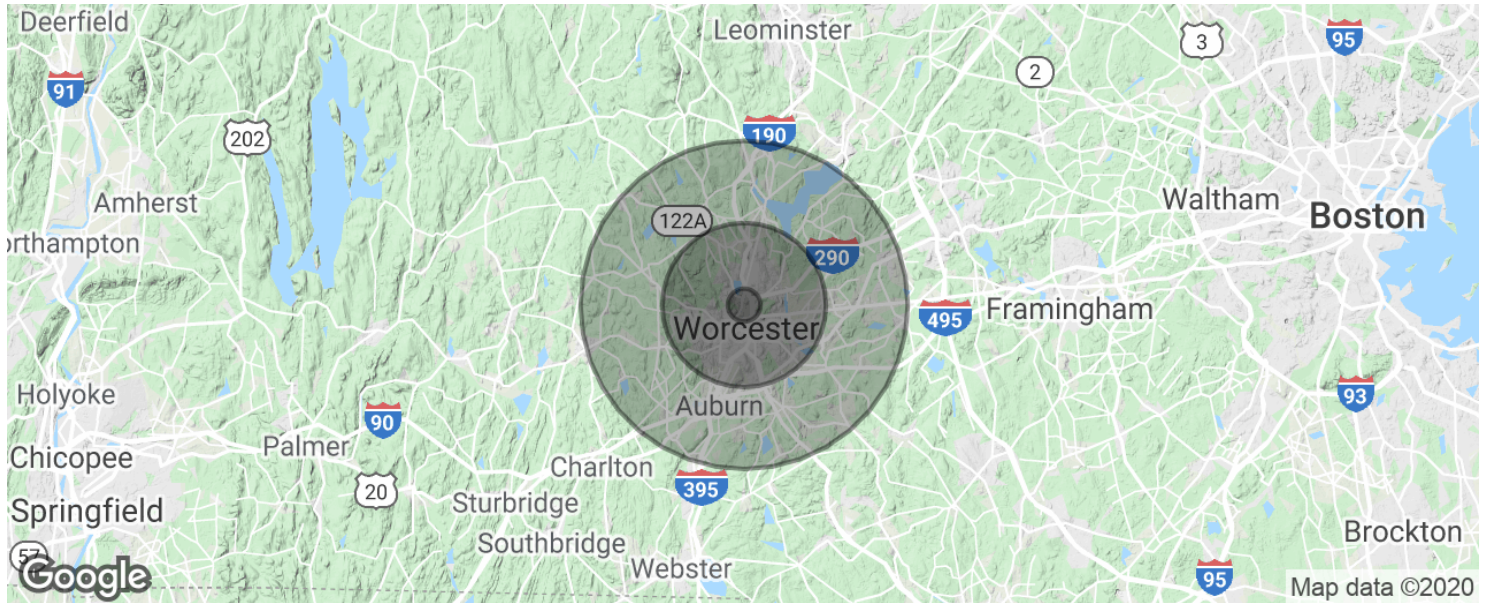 Deerfield
Leominster
3
95
2
91
190
202
Amherst
122A
Waltham
Boston
orthampton
290
495
Framingham
Worcester
Holyoke
Auburn
93
90
Palmer
Chicopee
Charlton
395
20
Sturbridge
Springfield
Southbridge
Brockton
57
Webster
95
Google
Map data ©2020